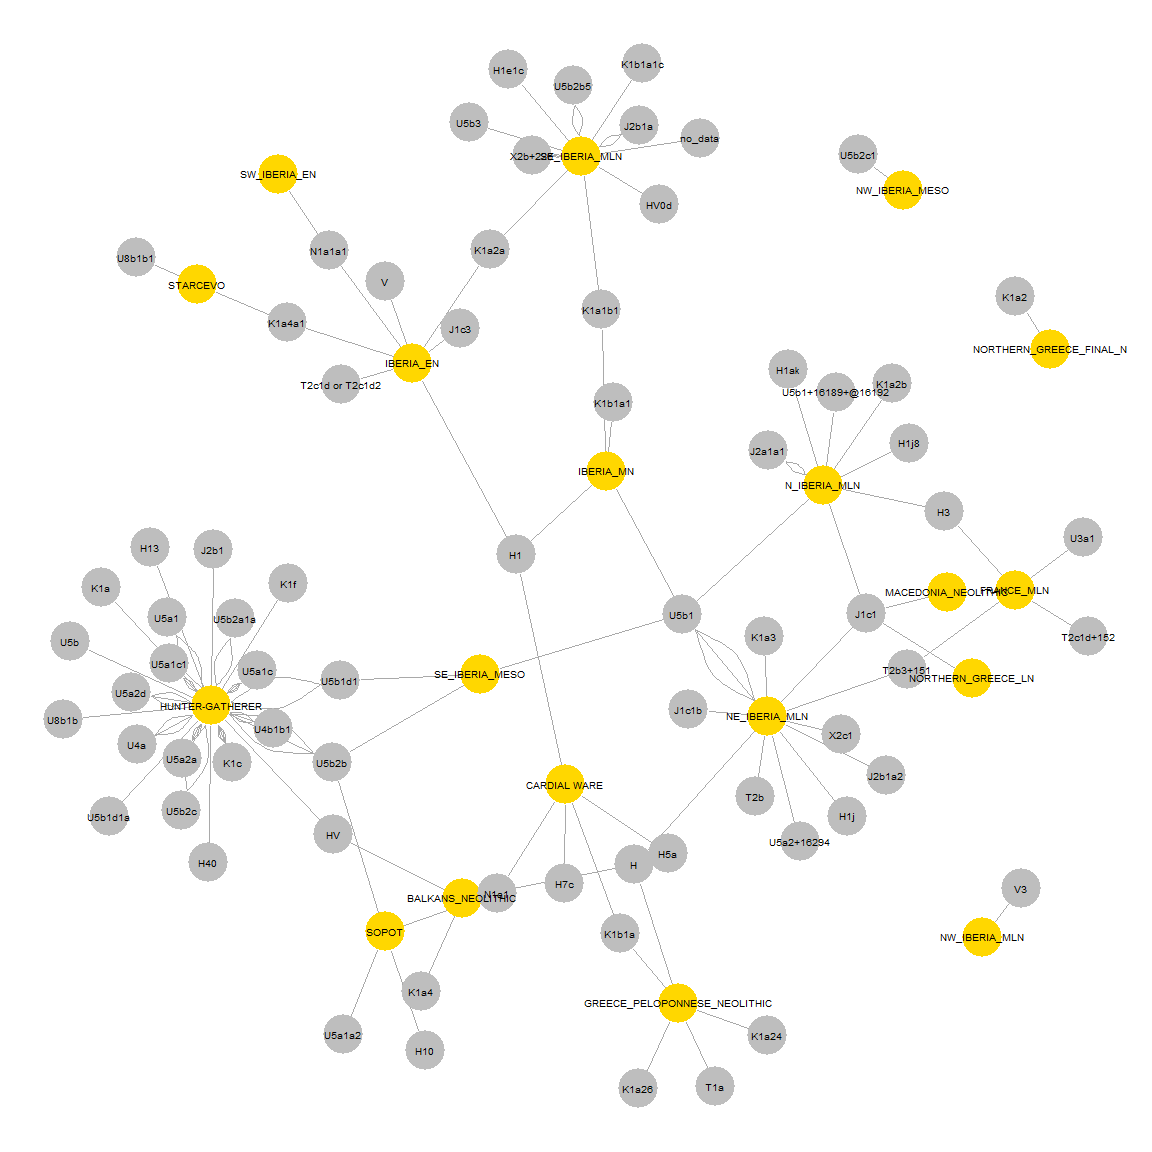 K1b1a1c
H1e1c
U5b2b5
U5b3
J2b1a
no_data
X2b+226
SE_IBERIA_MLN
U5b2c1
SW_IBERIA_EN
NW_IBERIA_MESO
HV0d
N1a1a1
K1a2a
U8b1b1
STARCEVO
V
K1a2
K1a1b1
K1a4a1
J1c3
NORTHERN_GREECE_FINAL_N
IBERIA_EN
H1ak
T2c1d or T2c1d2
K1a2b
U5b1+16189+@16192
K1b1a1
H1j8
J2a1a1
IBERIA_MN
N_IBERIA_MLN
H3
U3a1
H13
J2b1
H1
K1a
K1f
MACEDONIA_NEOLITHIC
FRANCE_MLN
U5b1
J1c1
U5a1
U5b2a1a
K1a3
T2c1d+152
U5b
U5a1c1
U5a1c
T2b3+151
SE_IBERIA_MESO
NORTHERN_GREECE_LN
U5b1d1
U5a2d
HUNTER-GATHERER
J1c1b
NE_IBERIA_MLN
U8b1b
U4b1b1
X2c1
U4a
U5a2a
K1c
U5b2b
J2b1a2
CARDIAL WARE
T2b
U5b2c
U5b1d1a
H1j
HV
U5a2+16294
H5a
H40
H
H7c
V3
N1a1
BALKANS_NEOLITHIC
SOPOT
K1b1a
NW_IBERIA_MLN
K1a4
GREECE_PELOPONNESE_NEOLITHIC
U5a1a2
K1a24
H10
T1a
K1a26